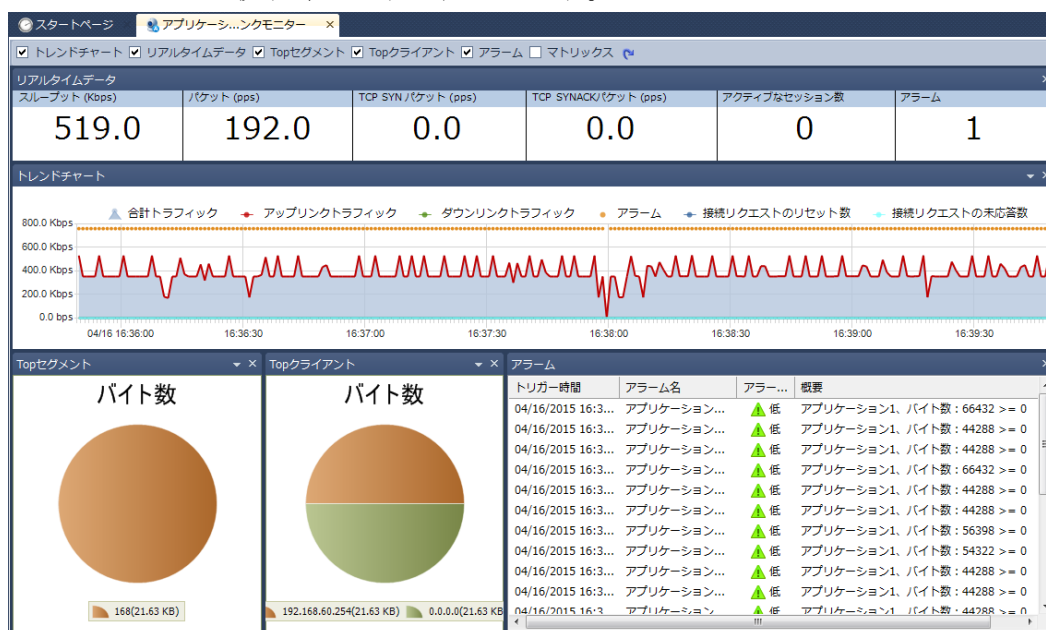 スタートページ ×
アプリケーシ...ンクモニター ×
トレンドチャート リアルタイムデータ Topセグメント Topクライアント アラーム マトリックス
リアルタイムデータ
スループット (Kbps) パケット (pps) TCP SYN パケット (pps) TCP SYNACKパケット (pps) アクティブなセッション数 アラーム
519.0 192.0 0.0 0.0 0 1
トレンドチャート
合計トラフィック アップリンクトラフィック ダウンリンクトラフィック アラーム 接続リクエストのリセット数 接続リクエストの未応答数
800.0 Kbps
600.0 Kbps
400.0 Kbps
200.0 Kbps
0.0 bps
04/16 16:36:00 16:36:30 16:37:00 16:37:30 16:38:00 16:38:30 16:39:00 16:39:30
Topセグメント
バイト数
168(21.63 KB)
Topクライアント
バイト数
192.168.60.254(21.63 KB) 0.0.0.0(21.63 KB
アラーム
トリガー時間 アラーム名 アラー... 概要
04/16/2015 16:3... アプリケーション... 低 アプリケーション1、バイト数：66432 >= 0
04/16/2015 16:3... アプリケーション... 低 アプリケーション1、バイト数：44288 >= 0
04/16/2015 16:3... アプリケーション... 低 アプリケーション1、バイト数：44288 >= 0
04/16/2015 16:3... アプリケーション... 低 アプリケーション1、バイト数：66432 >= 0
04/16/2015 16:3... アプリケーション... 低 アプリケーション1、バイト数：44288 >= 0
04/16/2015 16:3... アプリケーション... 低 アプリケーション1、バイト数：44288 >= 0
04/16/2015 16:3... アプリケーション... 低 アプリケーション1、バイト数：56398 >= 0
04/16/2015 16:3... アプリケーション... 低 アプリケーション1、バイト数：54322 >= 0
04/16/2015 16:3... アプリケーション... 低 アプリケーション1、バイト数：44288 >= 0
04/16/2015 16:3... アプリケーション... 低 アプリケーション1、バイト数：44288 >= 0
04/16/2015 16:3 アプリケーション 低 アプリケーション1、バイト数：44288 >= 0